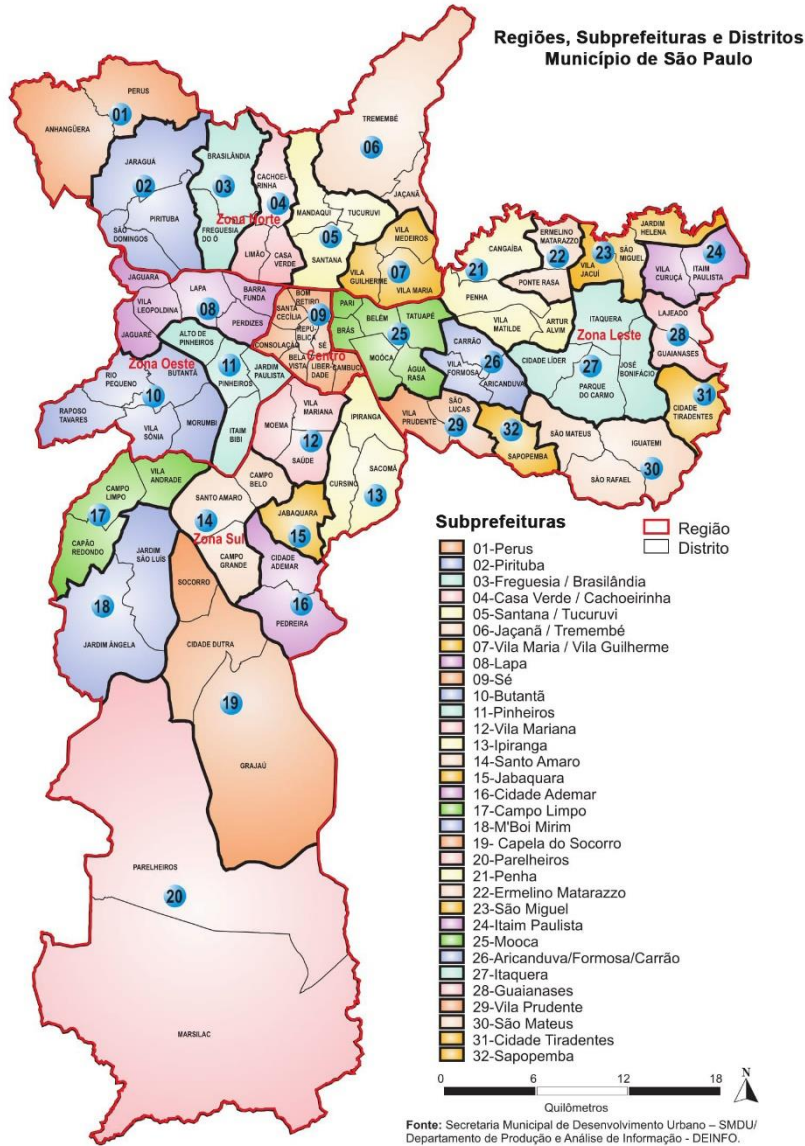 Regiões, Subprefeituras e Distritos
Município de São Paulo
PERUS
01
ANHANGÜERA
TREMEMBÉ
06
JAÇANÃ
JARAGUÁ
02
PIRITUBA
SÃO
DOMINGOS
BRASILÂNDIA
03
FREGUESIA
DO Ó
Zona Norte
CACHOEI-
RINHA
04
LIMÃO
CASA
VERDE
MANDAQUI
TUCURUVI
05
SANTANA
VILA
MEDEIROS
07
VILA
GUILHERME
VILA MARIA
CANGAÍBA
21
PENHA
VILA
MATILDE
ARTUR
ALVIM
ERMELINO
MATARAZZO
22
PONTE RASA
23
VILA
JACUÍ
SÃO
MIGUEL
JARDIM
HELENA
24
VILA
CURUÇÁ
ITAIM
PAULISTA
JAGUARA
VILA
LEOPOLDINA
LAPA
08
BARRA
FUNDA
PERDIZES
JAGUARÉ
BOM
RETIRO
09
SANTA
CECÍLIA
REPÚ-
BLICA
CONSOLAÇÃO
SÉ
Centro
BELA
VISTA
LIBER-
DADE
CAMBUCI
PARI
BRÁS
BELÉM
TATUAPÉ
25
MOÓCA
ÁGUA
RASA
CARRÃO
26
VILA
FORMOSA
ARICANDUVA
ITAQUERA
Zona Leste
CIDADE LÍDER
27
JOSÉ
BONIFÁCIO
PARQUE
DO CARMO
LAJEADO
28
GUAIANASES
31
CIDADE
TIRADENTES
ALTO DE
PINHEIROS
11
PINHEIROS
JARDIM
PAULISTA
ITAIM
BIBI
Zona Oeste
RIO
PEQUENO
BUTANTÃ
10
RAPOSO
TAVARES
VILA
SÔNIA
MORUMBI
VILA
MARIANA
MOEMA
12
SAÚDE
IPIRANGA
SACOMÃ
CURSINO
13
VILA
PRUDENTE
SÃO
LUCAS
29
32
SAPOPEMBA
SÃO MATEUS
IGUATEMI
SÃO RAFAEL
30
VILA
ANDRADE
CAMPO
LIMPO
17
CAPÃO
REDONDO
CAMPO
BELO
SANTO AMARO
14
Zona Sul
CAMPO
GRANDE
JABAQUARA
15
CIDADE
ADEMAR
16
PEDREIRA
JARDIM
SÃO LUÍS
18
JARDIM ÂNGELA
SOCORRO
CIDADE DUTRA
19
GRAJAÚ
PARELHEIROS
20
MARSILAC
Subprefeituras
Região
Distrito
01-Perus
02-Pirituba
03-Freguesia / Brasilândia
04-Casa Verde / Cachoeirinha
05-Santana / Tucuruvi
06-Jaçanã / Tremembé
07-Vila Maria / Vila Guilherme
08-Lapa
09-Sé
10-Butantã
11-Pinheiros
12-Vila Mariana
13-Ipiranga
14-Santo Amaro
15-Jabaquara
16-Cidade Ademar
17-Campo Limpo
18-M'Boi Mirim
19- Capela do Socorro
20-Parelheiros
21-Penha
22-Ermelino Matarazzo
23-São Miguel
24-Itaim Paulista
25-Mooca
26-Aricanduva/Formosa/Carrão
27-Itaquera
28-Guaianases
29-Vila Prudente
30-São Mateus
31-Cidade Tiradentes
32-Sapopemba
0 6 12 18
Quilômetros
N
Fonte: Secretaria Municipal de Desenvolvimento Urbano – SMDU/
Departamento de Produção e Análise de Informação - DEINFO.